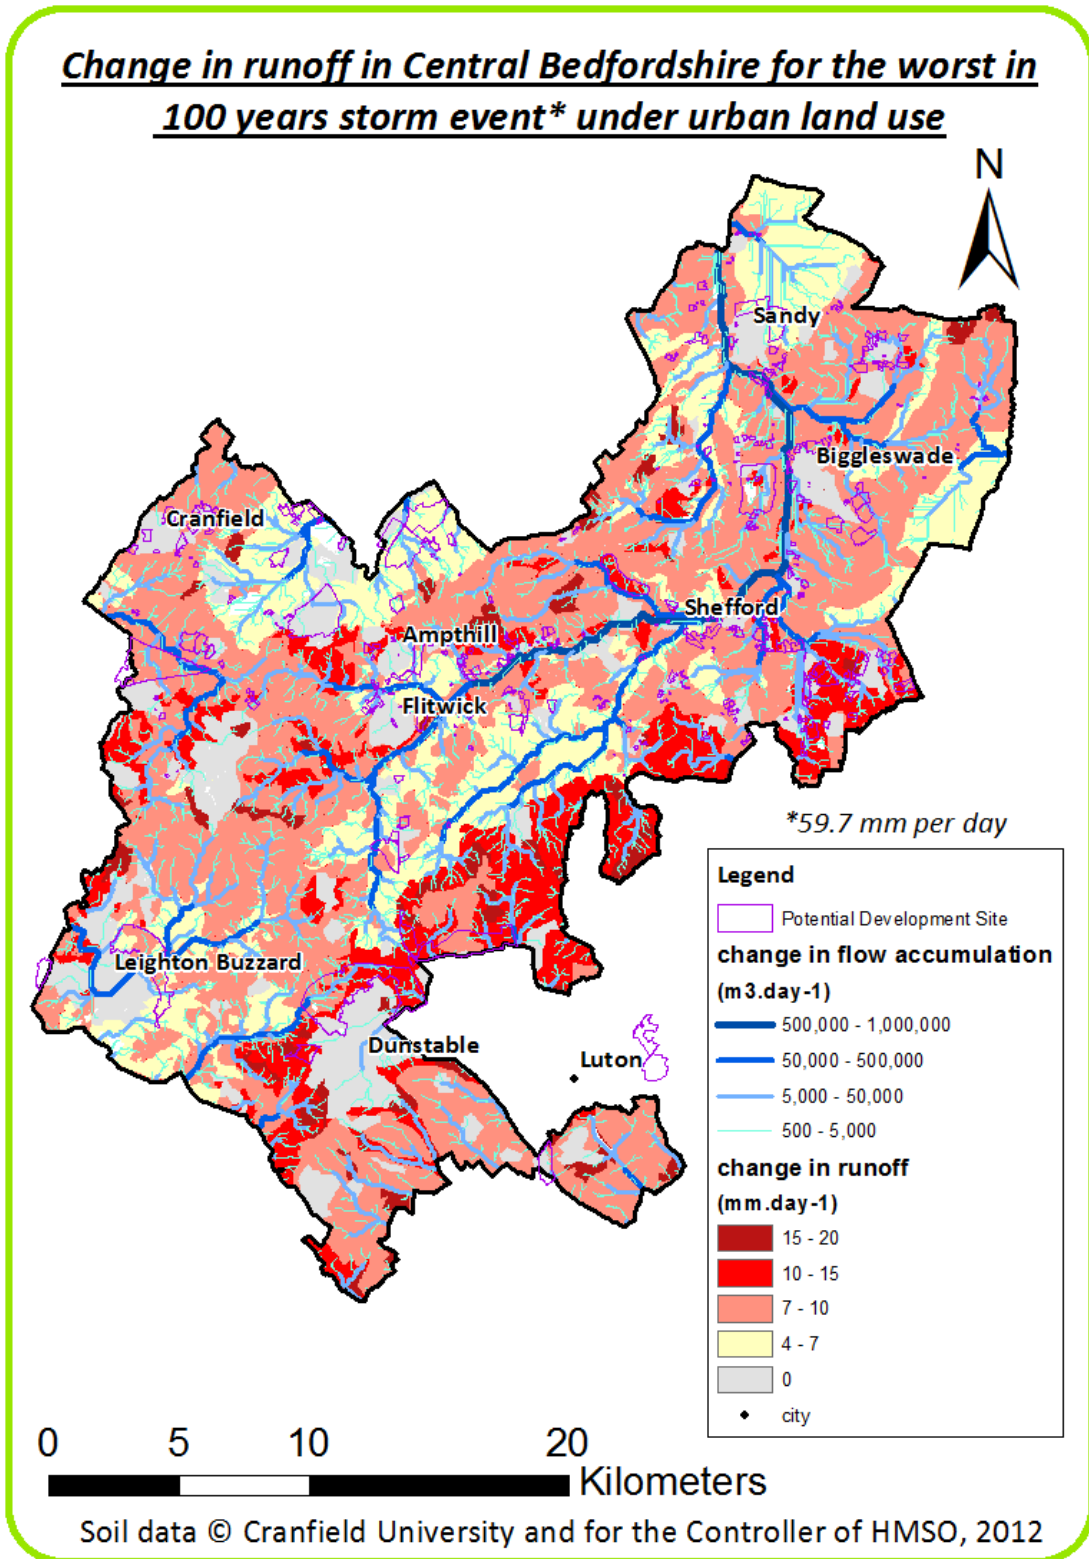 Change in runoff in Central Bedfordshire for the worst in
100 years storm event* under urban land use
N
Sandy
Biggleswade
Cranfield
Shefford
Ampthill
Flitwick
*59.7 mm per day
Legend
Potential Development Site
change in flow accumulation
(m3.day-1)
500,000 - 1,000,000
50,000 - 500,000
5,000 - 50,000
500 - 5,000
change in runoff
(mm.day-1)
15 - 20
10 - 15
7 - 10
4 - 7
0
city
Leighton Buzzard
Dunstable
Luton
0 5 10 20
Kilometers
Soil data © Cranfield University and for the Controller of HMSO, 2012